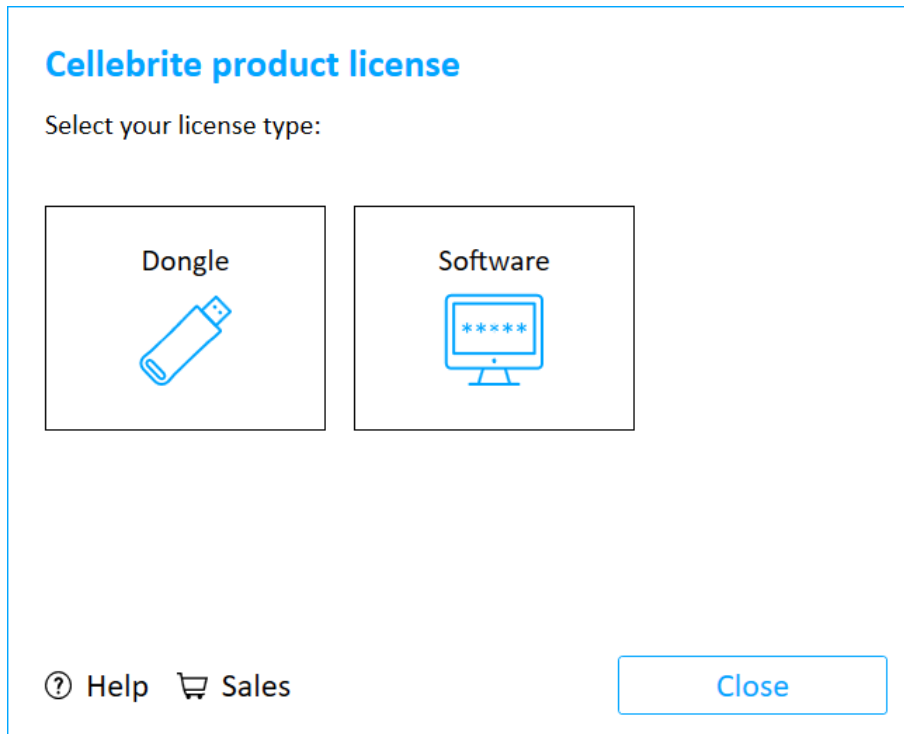 Cellebrite product license
Select your license type:
Dongle
Software
*****
Help
Sales
Close